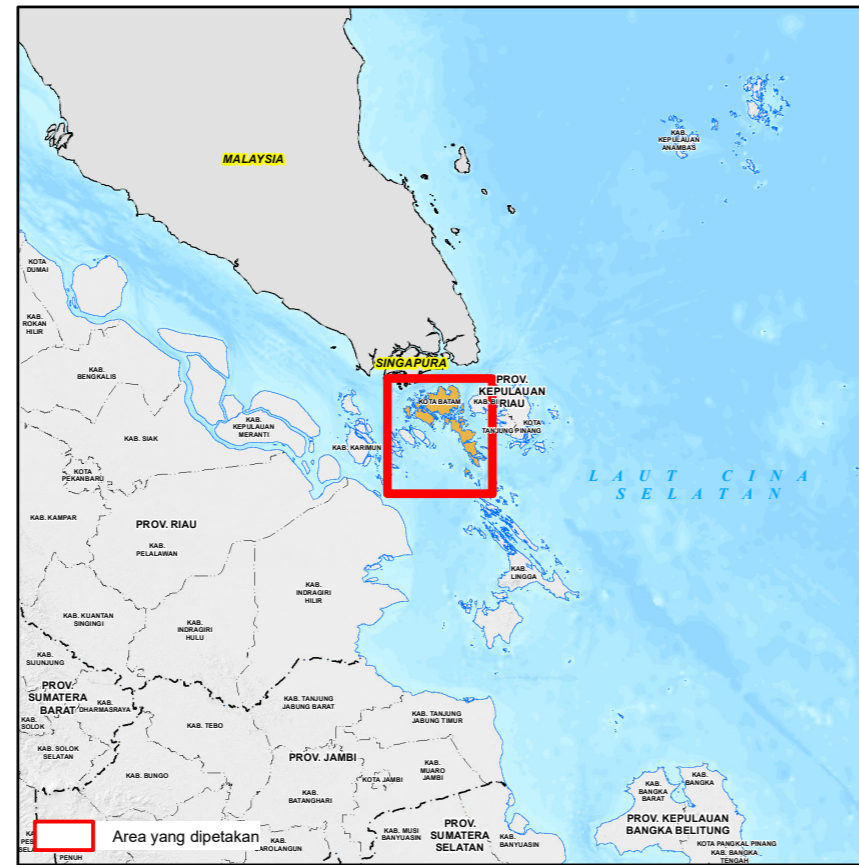 KAB.
KEPULAUAN
ANAMBAS
MALAYSIA
KOTA
DUMAI
KAB.
ROKAN
HILIR
SINGAPURA
KAB.
BENGKALIS
PROV.
KEPULAUAN
RIAU
KOTA BATAM
KAB. BI
KAB.
KEPULAUAN
MERANTI
KOTA
TANJUNG PINANG
KAB. SIAK
KAB. KARIMUN
KOTA
PEKANBARU
LAUT CINA
SELATAN
KAB. KAMPAR
PROV. RIAU
KAB.
PELALAWAN
KAB.
LINGGA
KAB.
INDRAGIRI
HILIR
KAB. KUANTAN
SINGINGI
KAB.
INDRAGIRI
HULU
KAB.
SIJUNJUNG
PROV.
SUMATERA
BARAT
KAB.
DHARMASRAYA
KAB.
SOLOK
KAB. TANJUNG
JABUNG BARAT
KAB. TANJUNG
JABUNG TIMUR
KAB. TEBO
KAB. SOLOK
SELATAN
KAB. BUNGO
PROV. JAMBI
KOTA JAMBI
KAB.
MUARO
JAMBI
KAB.
BATANGHARI
KAB.
BANGKA
BARAT
KAB.
BANGKA
PROV. KEPULAUAN
BANGKA BELITUNG
Area yang dipetakan
KAB.
AROLANGUN
KAB. MUSI
BANYUASIN
PROV.
SUMATERA
SELATAN
KAB.
BANYUASIN
KOTA PANGKAL PINANG
KAB. BANGKA
TENGAH
PENUH